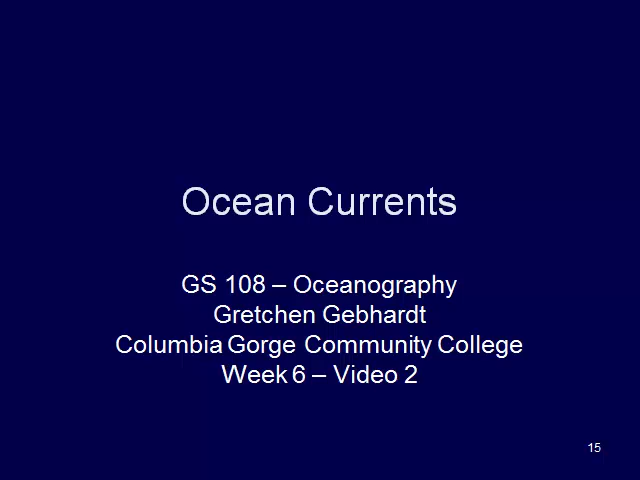 Ocean Currents
GS 108 – Oceanography
Gretchen Gebhardt
Columbia Gorge Community College
Week 6 – Video 2
15